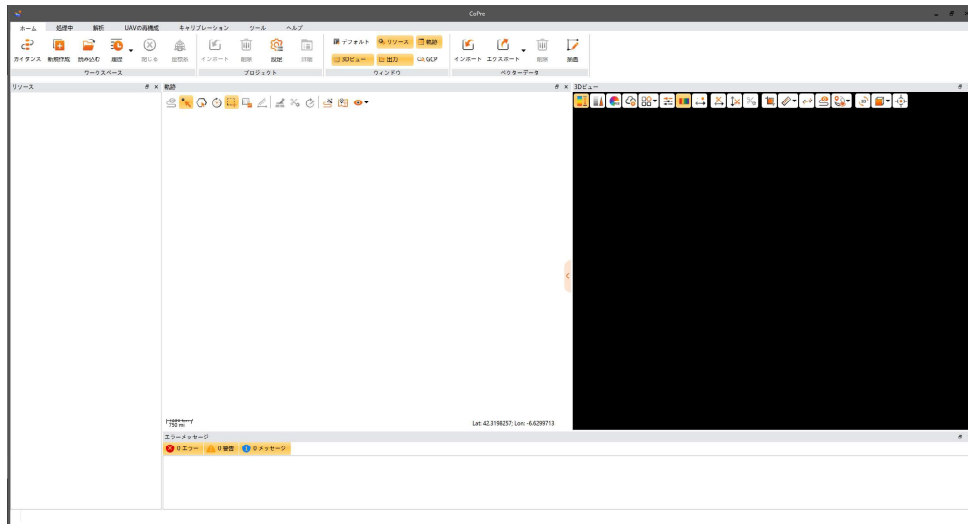 CoPre
ホーム 処理中 解析 UAVの再構成 キャリブレーション ツール ヘルプ
デフォルト リソース 軌跡
ガイダンス 新規作成 読み込む 履歴 閉じる インポート 削除 設定 詳細 3Dビュー 出力 GCP インポート エクスポート 削除 描画
ワークスペース プロジェクト ウィンドウ ベクターデータ
リソース 軌跡 3Dビュー
750 mi Lat: 42.3198257; Lon: -6.6299713
エラーメッセージ
0 エラー 0 警告 0 メッセージ